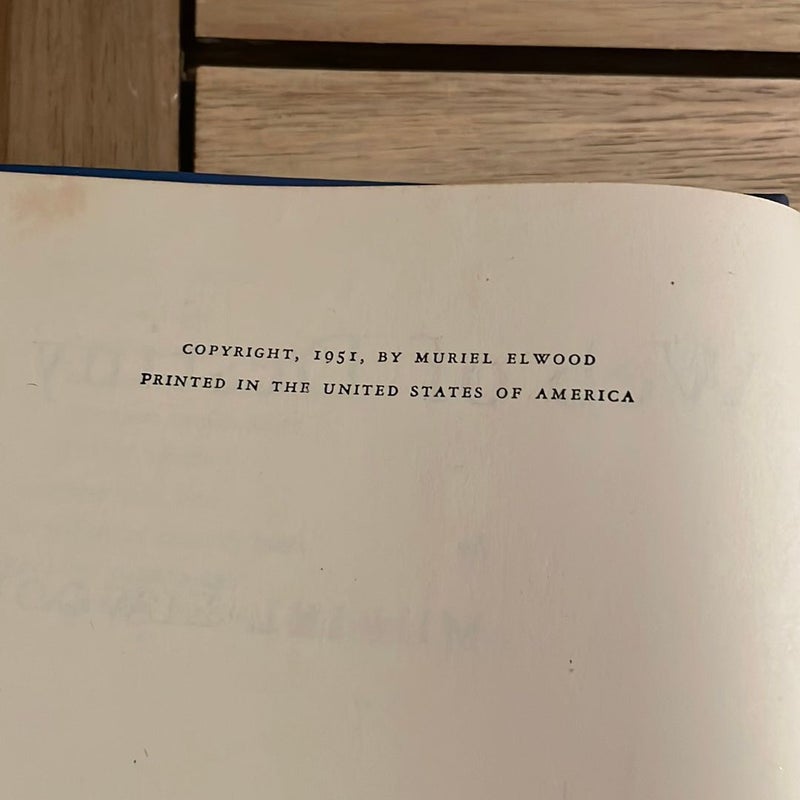 COPYRIGHT, 1951, BY MURIEL ELWOOD
PRINTED IN THE UNITED STATES OF AMERICA